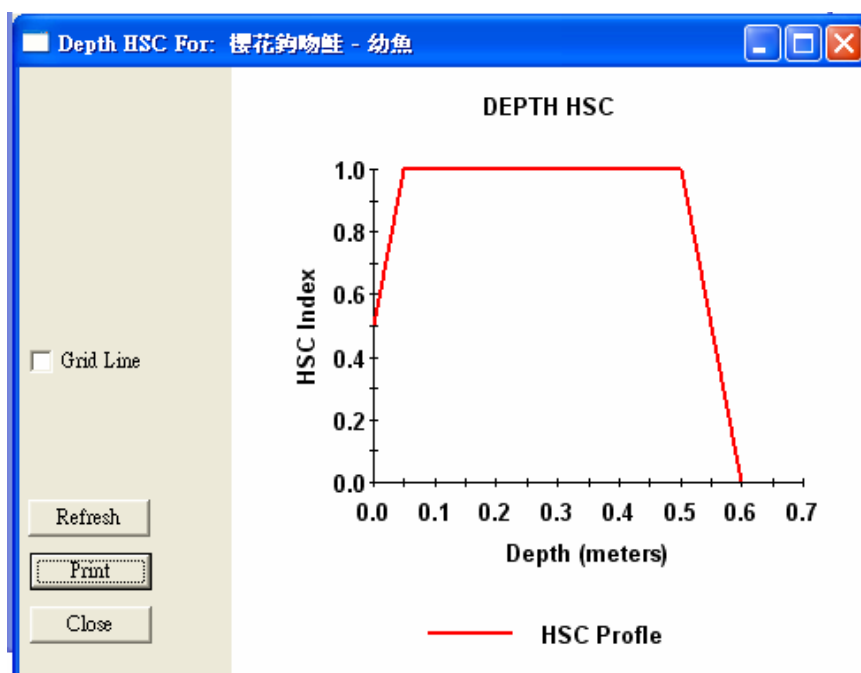 Depth HSC For: 櫻花鉤吻鮭 - 幼魚
DEPTH HSC
HSC Index
1.0
0.8
0.6
0.4
0.2
0.0
0.0 0.1 0.2 0.3 0.4 0.5 0.6 0.7
Depth (meters)
HSC Profle
Grid Line
Refresh
Print
Close